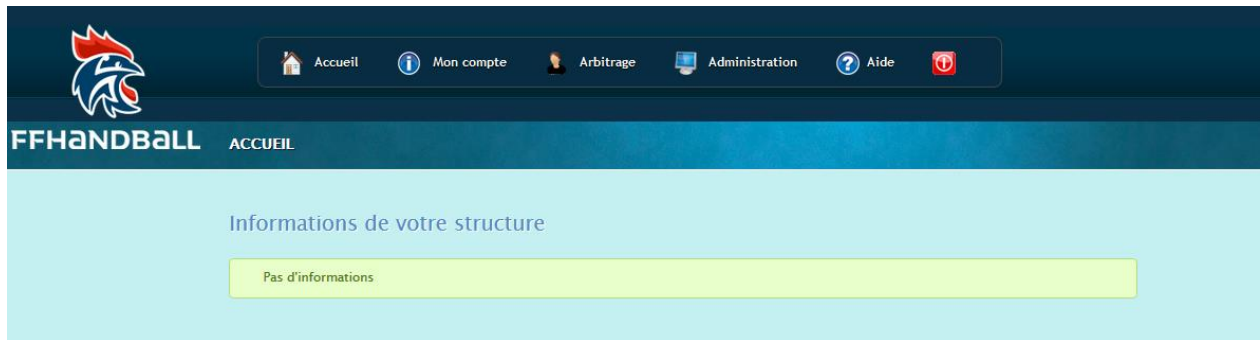 Accueil Mon compte Arbitrage Administration Aide
FFHANDBALL ACCUEIL
Informations de votre structure
Pas d'informations